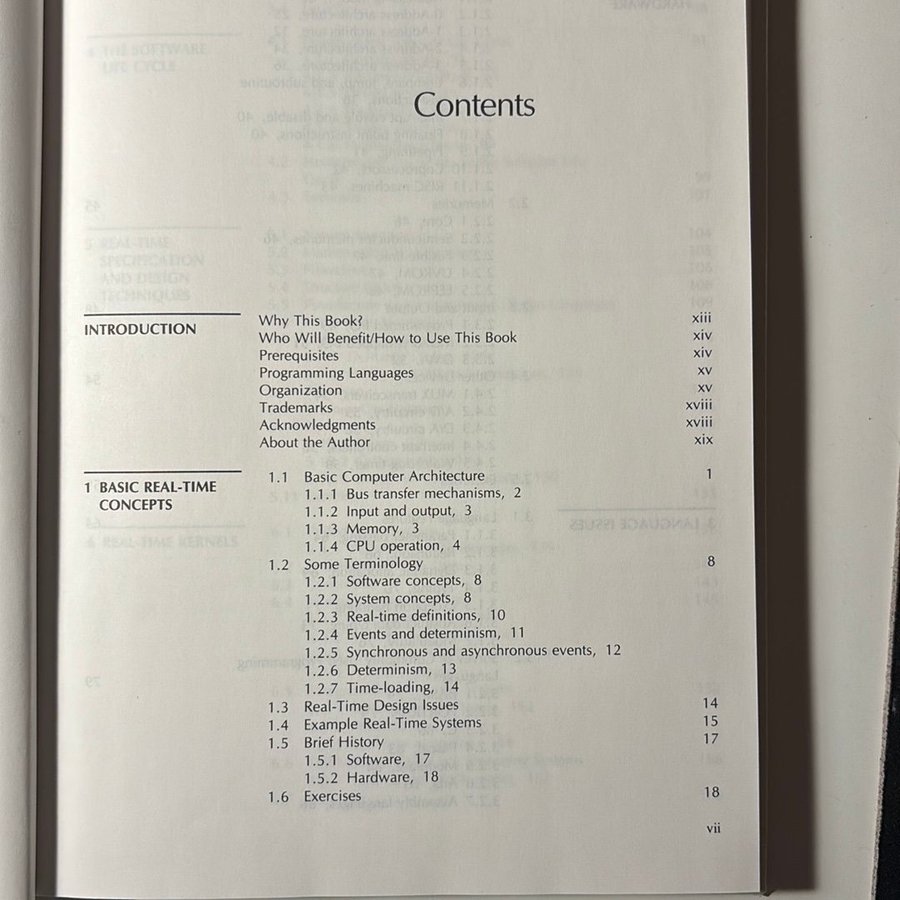 Contents
INTRODUCTION
Why This Book? xiii
Who Will Benefit/How to Use This Book xiv
Prerequisites xiv
Programming Languages xv
Organization xv
Trademarks xviii
Acknowledgments xviii
About the Author xix
1 BASIC REAL-TIME
CONCEPTS
1.1 Basic Computer Architecture 1
1.1.1 Bus transfer mechanisms, 2
1.1.2 Input and output, 3
1.1.3 Memory, 3
1.1.4 CPU operation, 4
1.2 Some Terminology 8
1.2.1 Software concepts, 8
1.2.2 System concepts, 8
1.2.3 Real-time definitions, 10
1.2.4 Events and determinism, 11
1.2.5 Synchronous and asynchronous events, 12
1.2.6 Determinism, 13
1.2.7 Time-loading, 14
1.3 Real-Time Design Issues 14
1.4 Example Real-Time Systems 15
1.5 Brief History 17
1.5.1 Software, 17
1.5.2 Hardware, 18
1.6 Exercises 18
vii